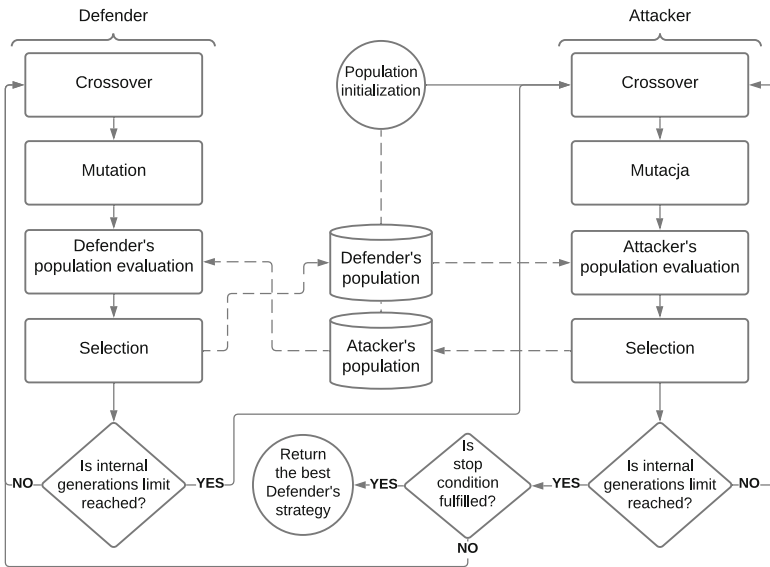 Defender
Attacker
Crossover
Population
initialization
Crossover
Mutation
Mutacja
Defender's
population evaluation
Defender's
population
Attacker's
population evaluation
Selection
Atacker's
population
Selection
Is internal
generations limit
reached?
NO
YES
Return
the best
Defender's
strategy
YES
Is
stop
condition
fulfilled?
NO
YES
Is internal
generations limit
reached?
NO